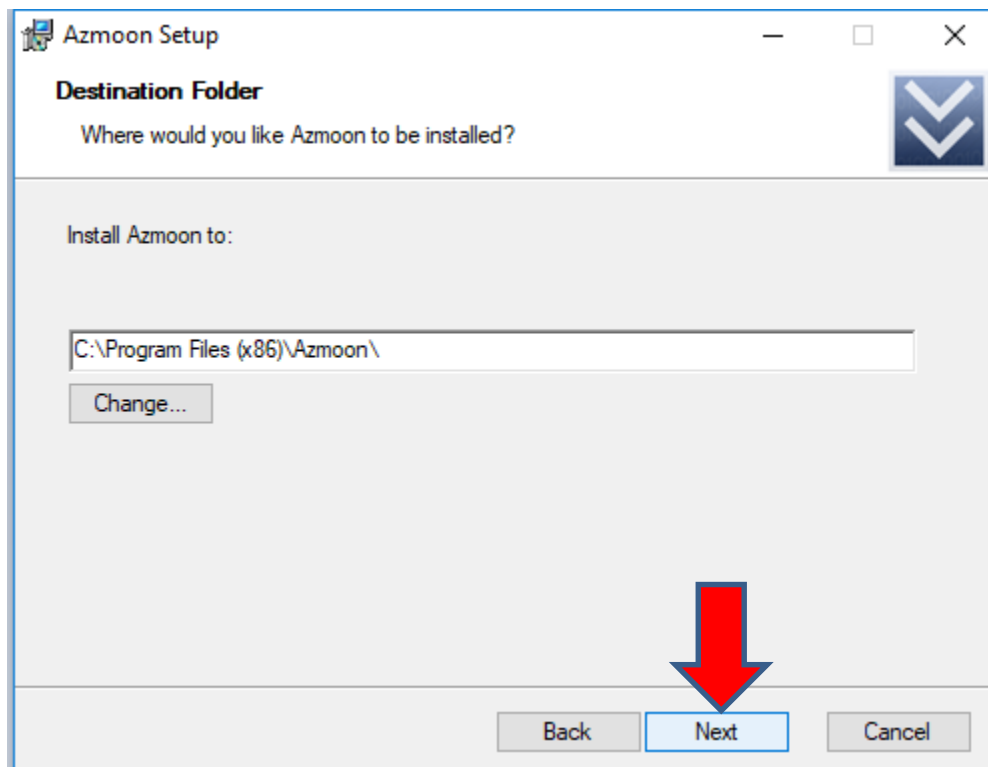 Azmoon Setup
Destination Folder
Where would you like Azmoon to be installed?
Install Azmoon to:
C:\Program Files (x86)\Azmoon\
Change...
Back Next Cancel